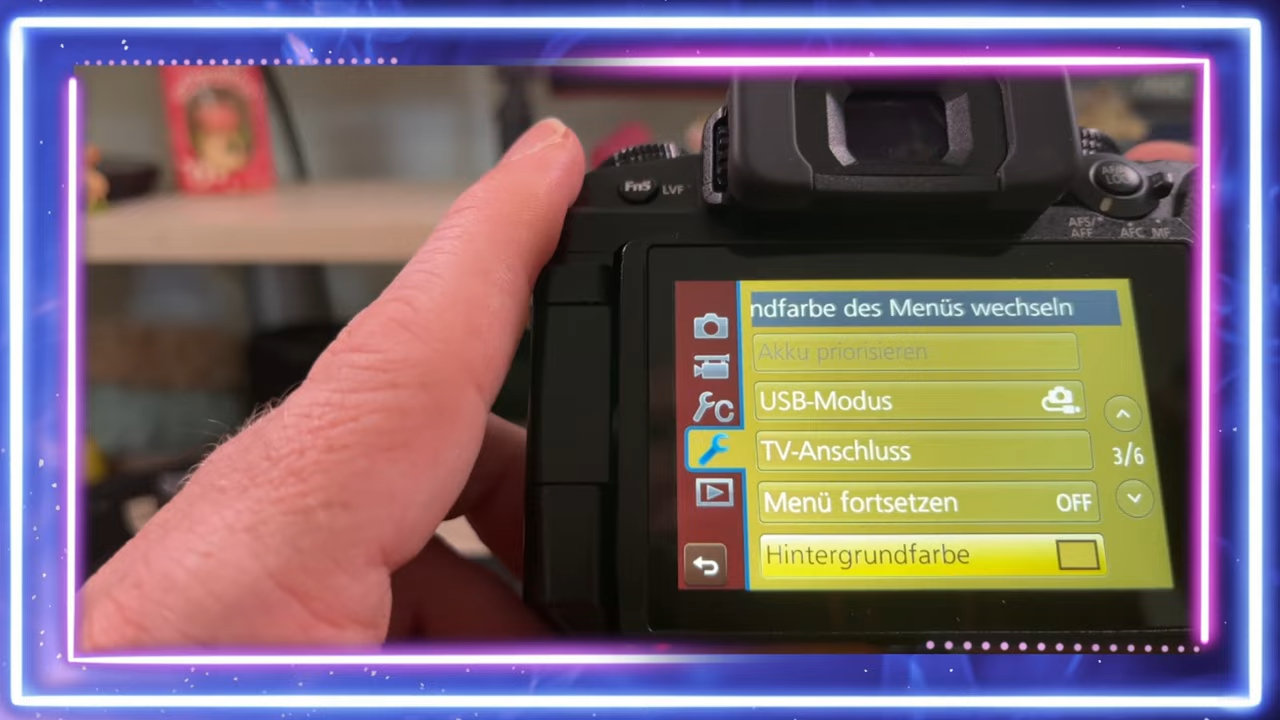 Fn5 LVF
AFS/AFF AFC MF
ndfarbe des Menüs wechseln
Akku priorisieren
USB-Modus
TV-Anschluss
3/6
Menü fortsetzen OFF
Hintergrundfarbe
C